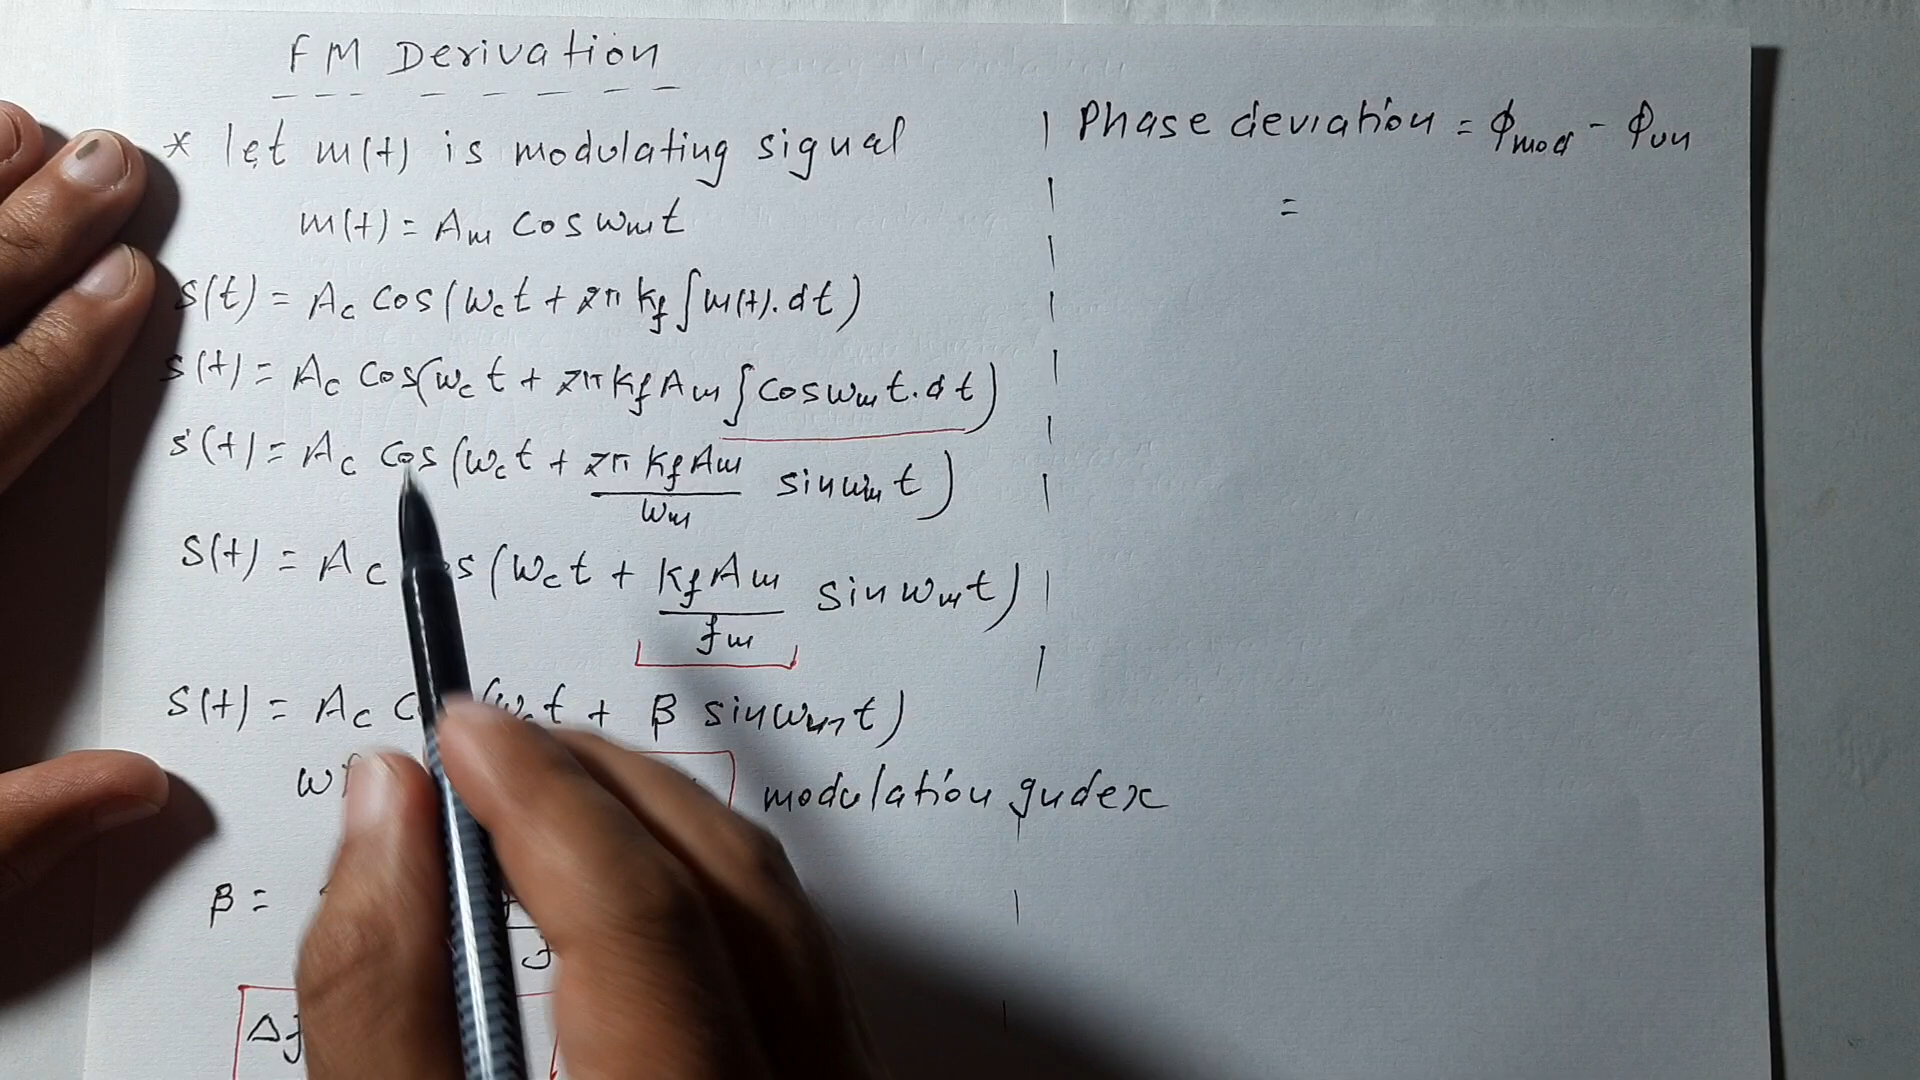 FM Derivation
* let m(t) is modulating signal
m(t) = Am Cos wmt
s(t) = Ac Cos(wct + 2π kf ∫m(t).dt)
s(t) = Ac Cos(wct + 2π Kf Am ∫Cos wmt.dt)
s(t) = Ac Cos(wct + 2π Kf Am / wm sin wmt)
S(t) = Ac s(wct + Kf Am / fm sin wmt)
S(t) = Ac t + β sin wmt)
modulation Index
β =
Δf
Phase deviation = ϕmod - ϕun
=